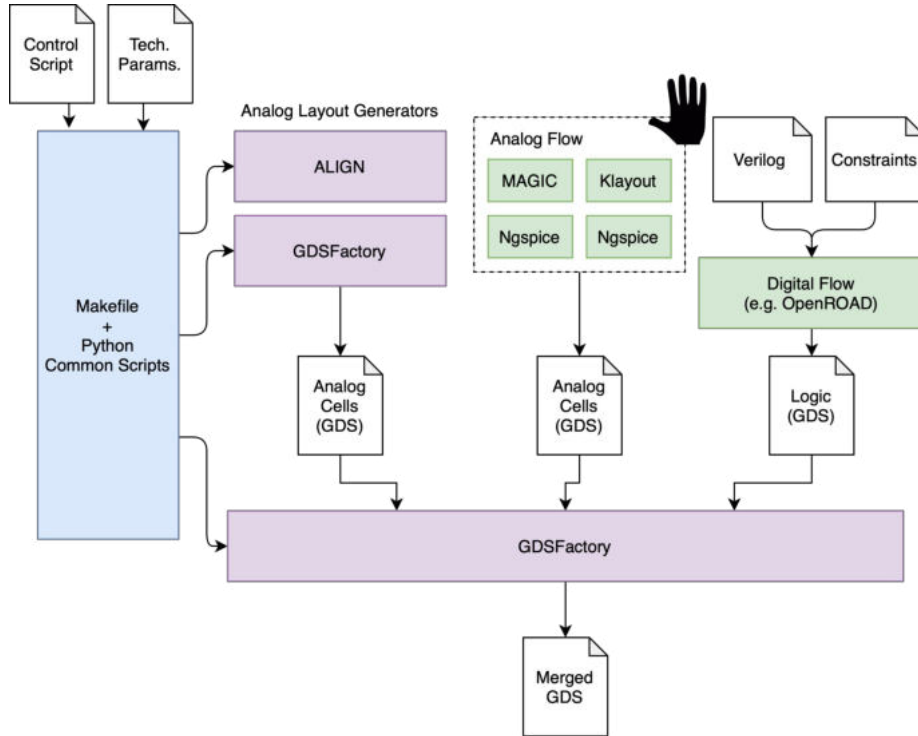 Control
Script
Tech.
Params.
Analog Layout Generators
ALIGN
GDSFactory
Makefile
+
Python
Common Scripts
Analog Flow
MAGIC
Klayout
Ngspice
Ngspice
Verilog
Constraints
Digital Flow
(e.g. OpenROAD)
Analog
Cells
(GDS)
Analog
Cells
(GDS)
Logic
(GDS)
GDSFactory
Merged
GDS